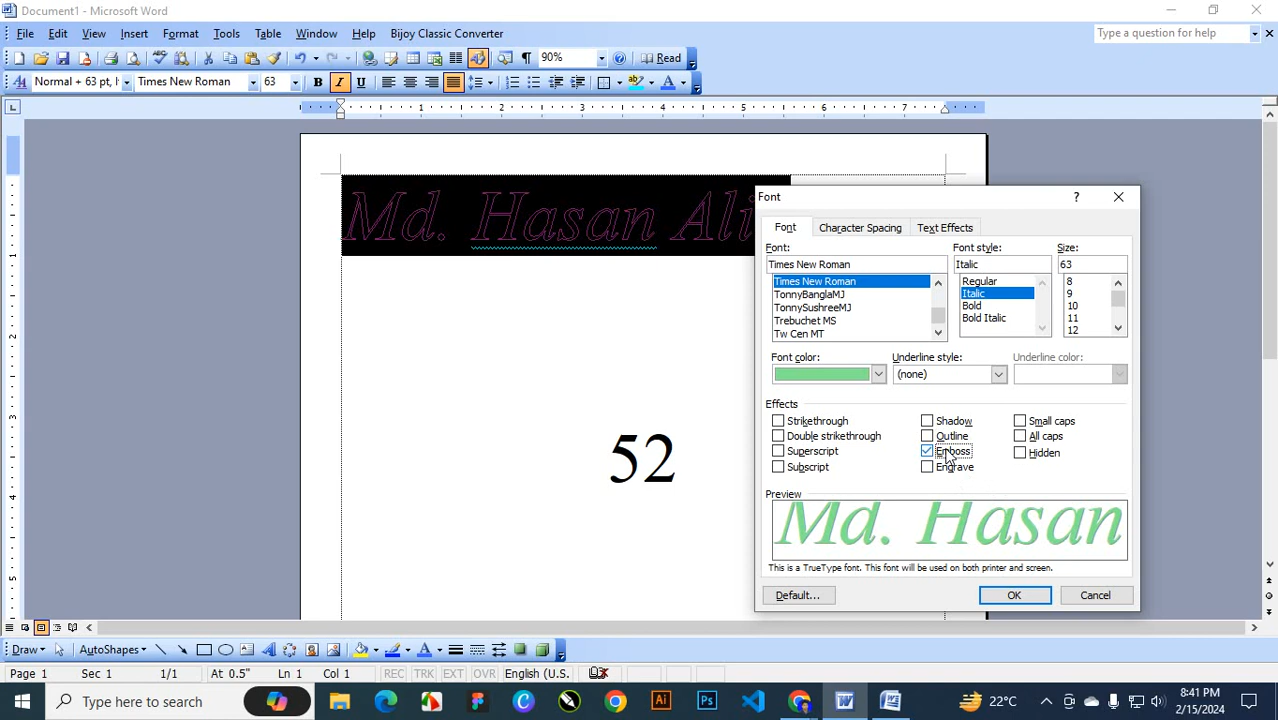 Document1 - Microsoft Word
File Edit View Insert Format Tools Table Window Help Bijoy Classic Converter Type a question for help
90% Read
Normal + 63 pt, I Times New Roman 63 B I U
1 2 3 4 5 6 7
Md. Hasan Ali
52
Font
Font Character Spacing Text Effects
Font: Font style: Size:
Times New Roman Italic 63
Times New Roman Regular 8
TonnyBanglaMJ Italic 9
TonnySushreeMJ Bold 10
Trebuchet MS Bold Italic 11
Tw Cen MT 12
Font color: Underline style: Underline color:
(none)
Effects
Strikethrough Shadow Small caps
Double strikethrough Outline All caps
Superscript Emboss Hidden
Subscript Engrave
Preview
Md. Hasan
This is a TrueType font. This font will be used on both printer and screen.
Default... OK Cancel
Draw AutoShapes
Page 1 Sec 1 1/1 At 0.5" Ln 1 Col 1 REC TRK EXT OVR English (U.S.
Type here to search 22°C 8:41 PM
2/15/2024